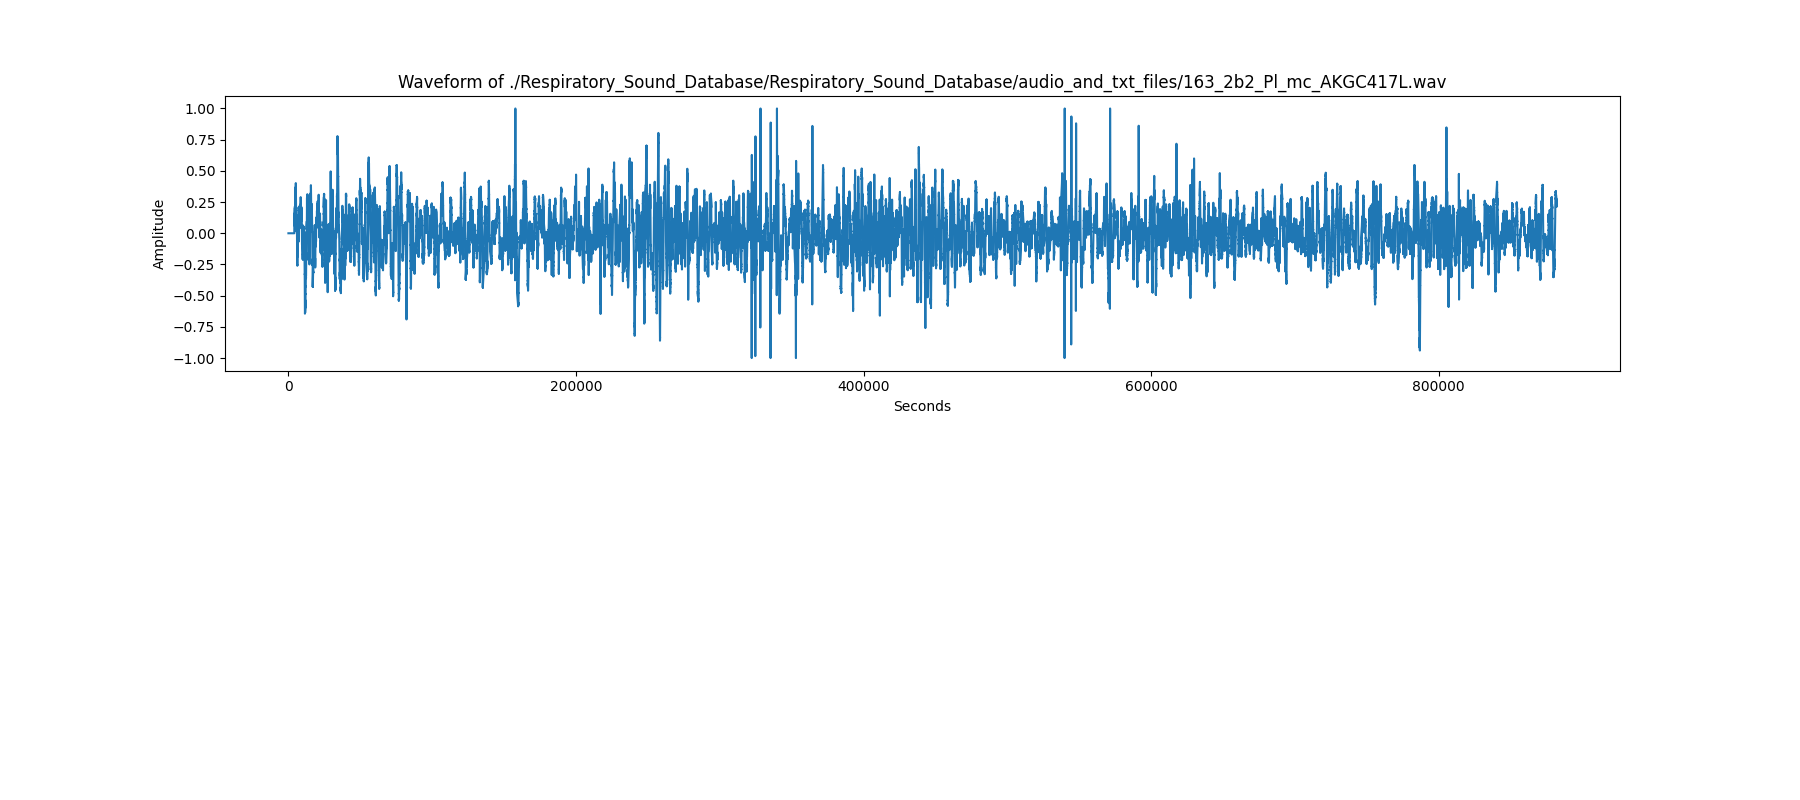 Waveform of ./Respiratory_Sound_Database/Respiratory_Sound_Database/audio_and_txt_files/163_2b2_Pl_mc_AKGC417L.wav
1.00
0.75
0.50
0.25
0.00
−0.25
−0.50
−0.75
−1.00
Amplitude
0 200000 400000 600000 800000
Seconds